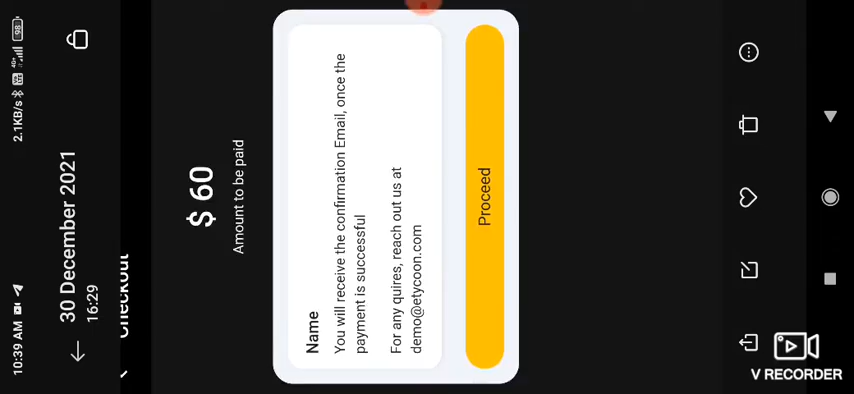 10:39 AM
2.1KB/s
4G+
98
30 December 2021
16:29
Checkout
$ 60
Amount to be paid
Name
You will receive the confirmation Email, once the
payment is successful
For any quires, reach out us at
demo@etycoon.com
Proceed
V RECORDER